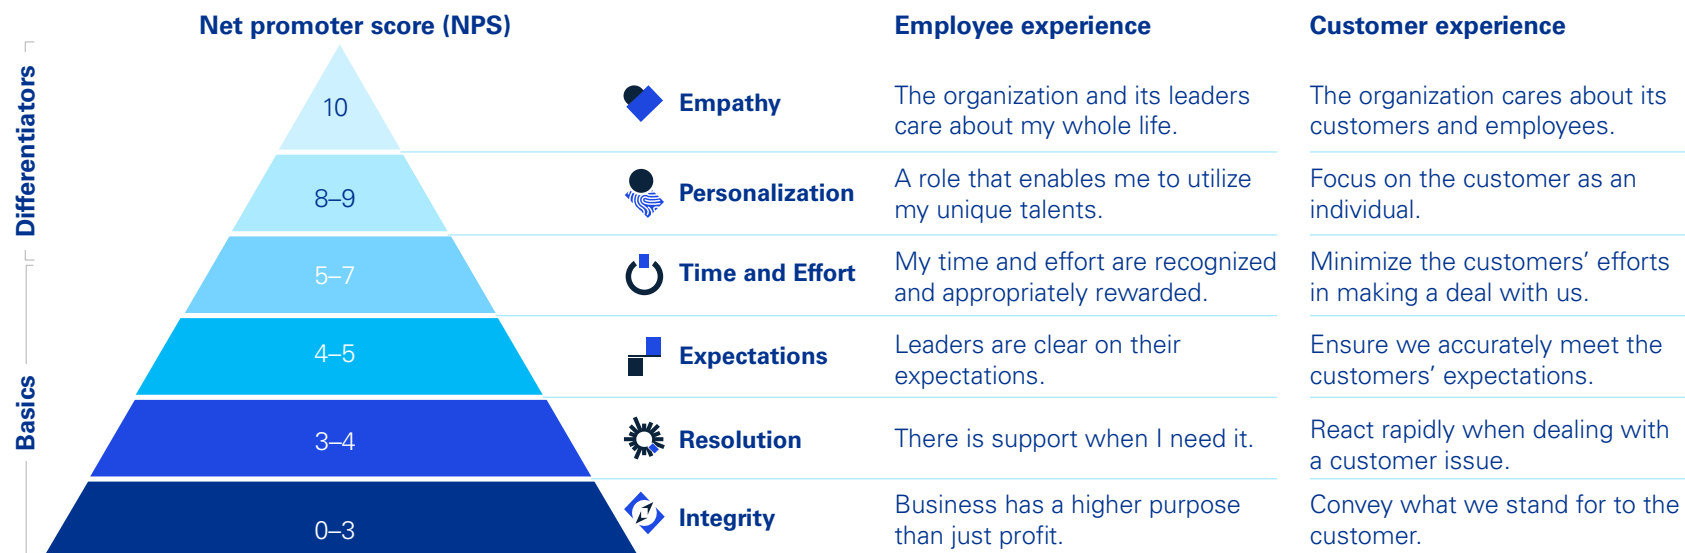 Net promoter score (NPS)
Employee experience
Customer experience
Differentiators
10
Empathy
The organization and its leaders
care about my whole life.
The organization cares about its
customers and employees.
8–9
Personalization
A role that enables me to utilize
my unique talents.
Focus on the customer as an
individual.
5–7
Time and Effort
My time and effort are recognized
and appropriately rewarded.
Minimize the customers’ efforts
in making a deal with us.
Basics
4–5
Expectations
Leaders are clear on their
expectations.
Ensure we accurately meet the
customers’ expectations.
3–4
Resolution
There is support when I need it.
React rapidly when dealing with
a customer issue.
0–3
Integrity
Business has a higher purpose
than just profit.
Convey what we stand for to the
customer.